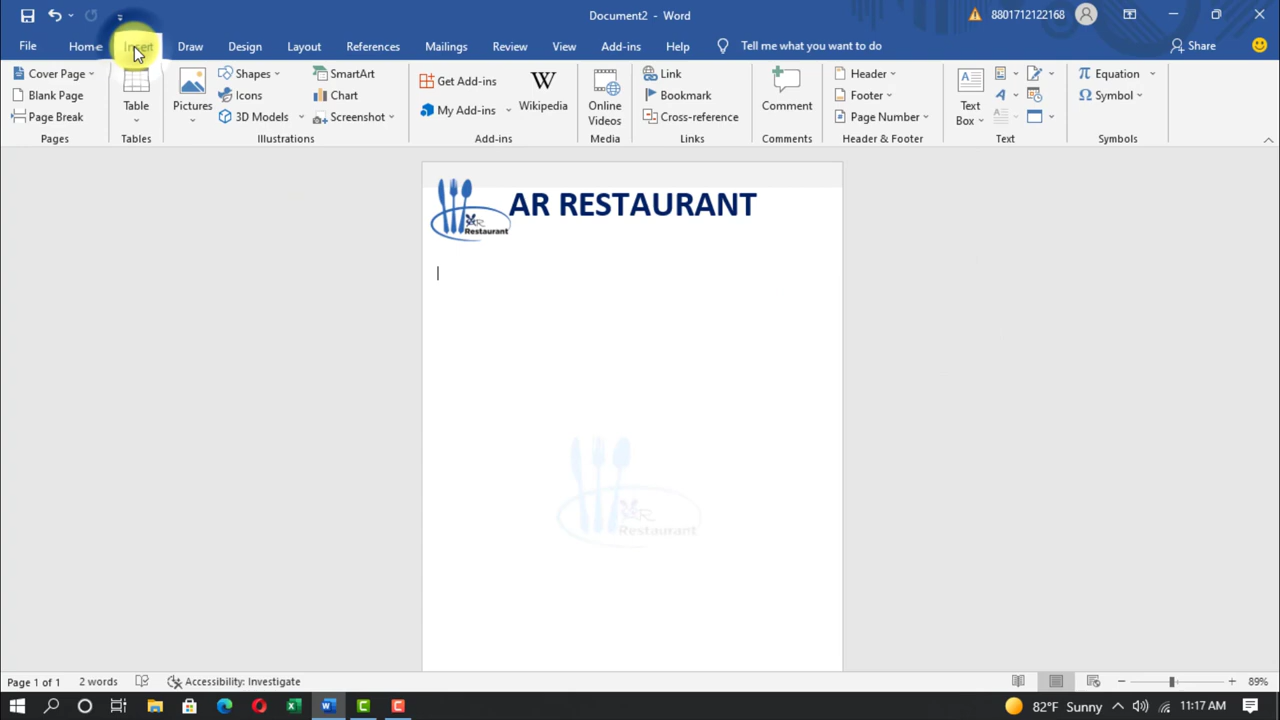 Document2 - Word
8801712122168
File
Home
Insert
Draw
Design
Layout
References
Mailings
Review
View
Add-ins
Help
Tell me what you want to do
Share
Cover Page
Blank Page
Page Break
Pages
Table
Tables
Pictures
Shapes
Icons
3D Models
SmartArt
Chart
Screenshot
Illustrations
Get Add-ins
My Add-ins
W
Wikipedia
Add-ins
Online
Videos
Media
Link
Bookmark
Cross-reference
Links
Comment
Comments
Header
Footer
Page Number
Header & Footer
Text
Box
Text
Equation
Symbol
Symbols
AR RESTAURANT
AR
Restaurant
AR
Restaurant
Page 1 of 1
2 words
Accessibility: Investigate
89%
82°F Sunny
11:17 AM